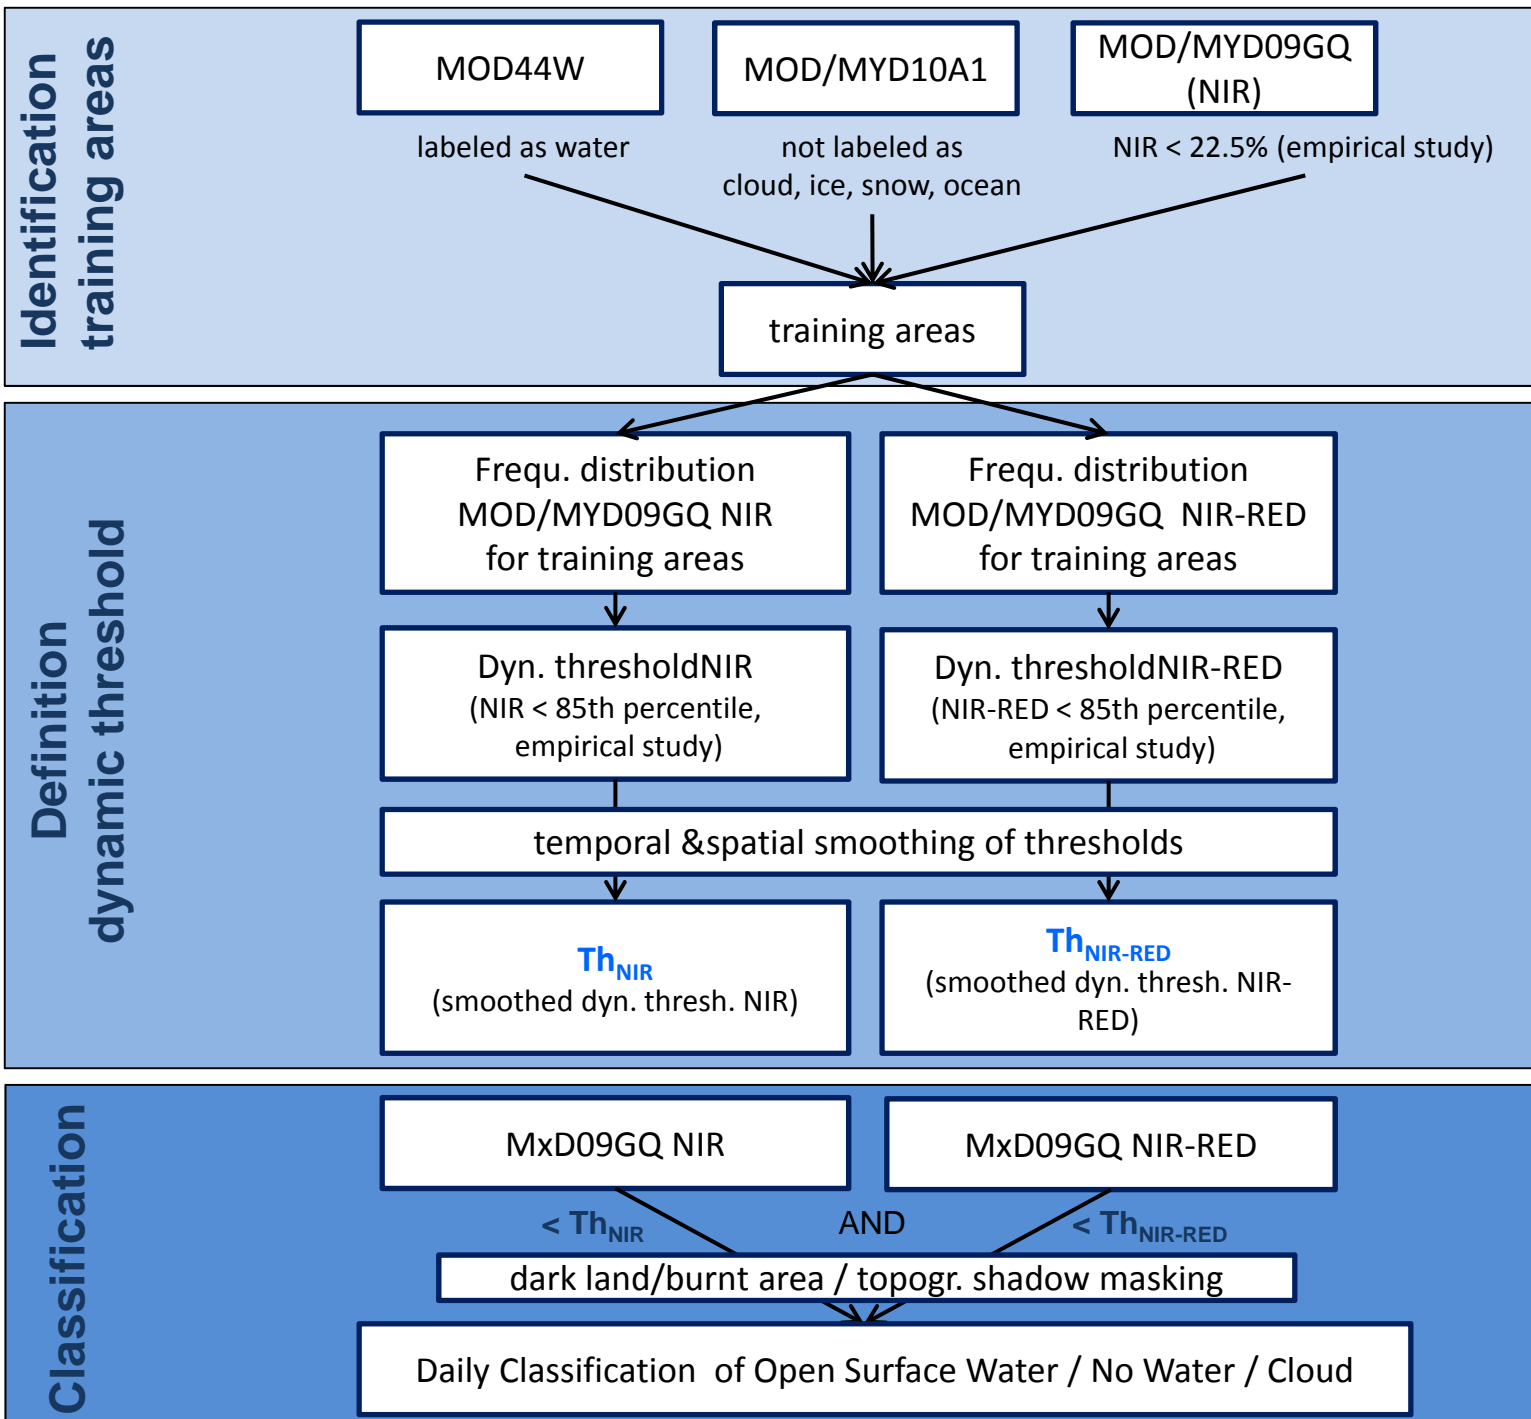 Identification
training areas
MOD44W
MOD/MYD10A1
MOD/MYD09GQ
(NIR)
labeled as water
not labeled as
cloud, ice, snow, ocean
NIR < 22.5% (empirical study)
training areas
Definition
dynamic threshold
Frequ. distribution
MOD/MYD09GQ NIR
for training areas
Frequ. distribution
MOD/MYD09GQ  NIR-RED
for training areas
Dyn. thresholdNIR
(NIR < 85th percentile,
empirical study)
Dyn. thresholdNIR-RED
(NIR-RED < 85th percentile,
empirical study)
temporal &spatial smoothing of thresholds
ThNIR
(smoothed dyn. thresh. NIR)
ThNIR-RED
(smoothed dyn. thresh. NIR-
RED)
Classification
MxD09GQ NIR
MxD09GQ NIR-RED
< ThNIR
AND
< ThNIR-RED
dark land/burnt area / topogr. shadow masking
Daily Classification  of Open Surface Water / No Water / Cloud